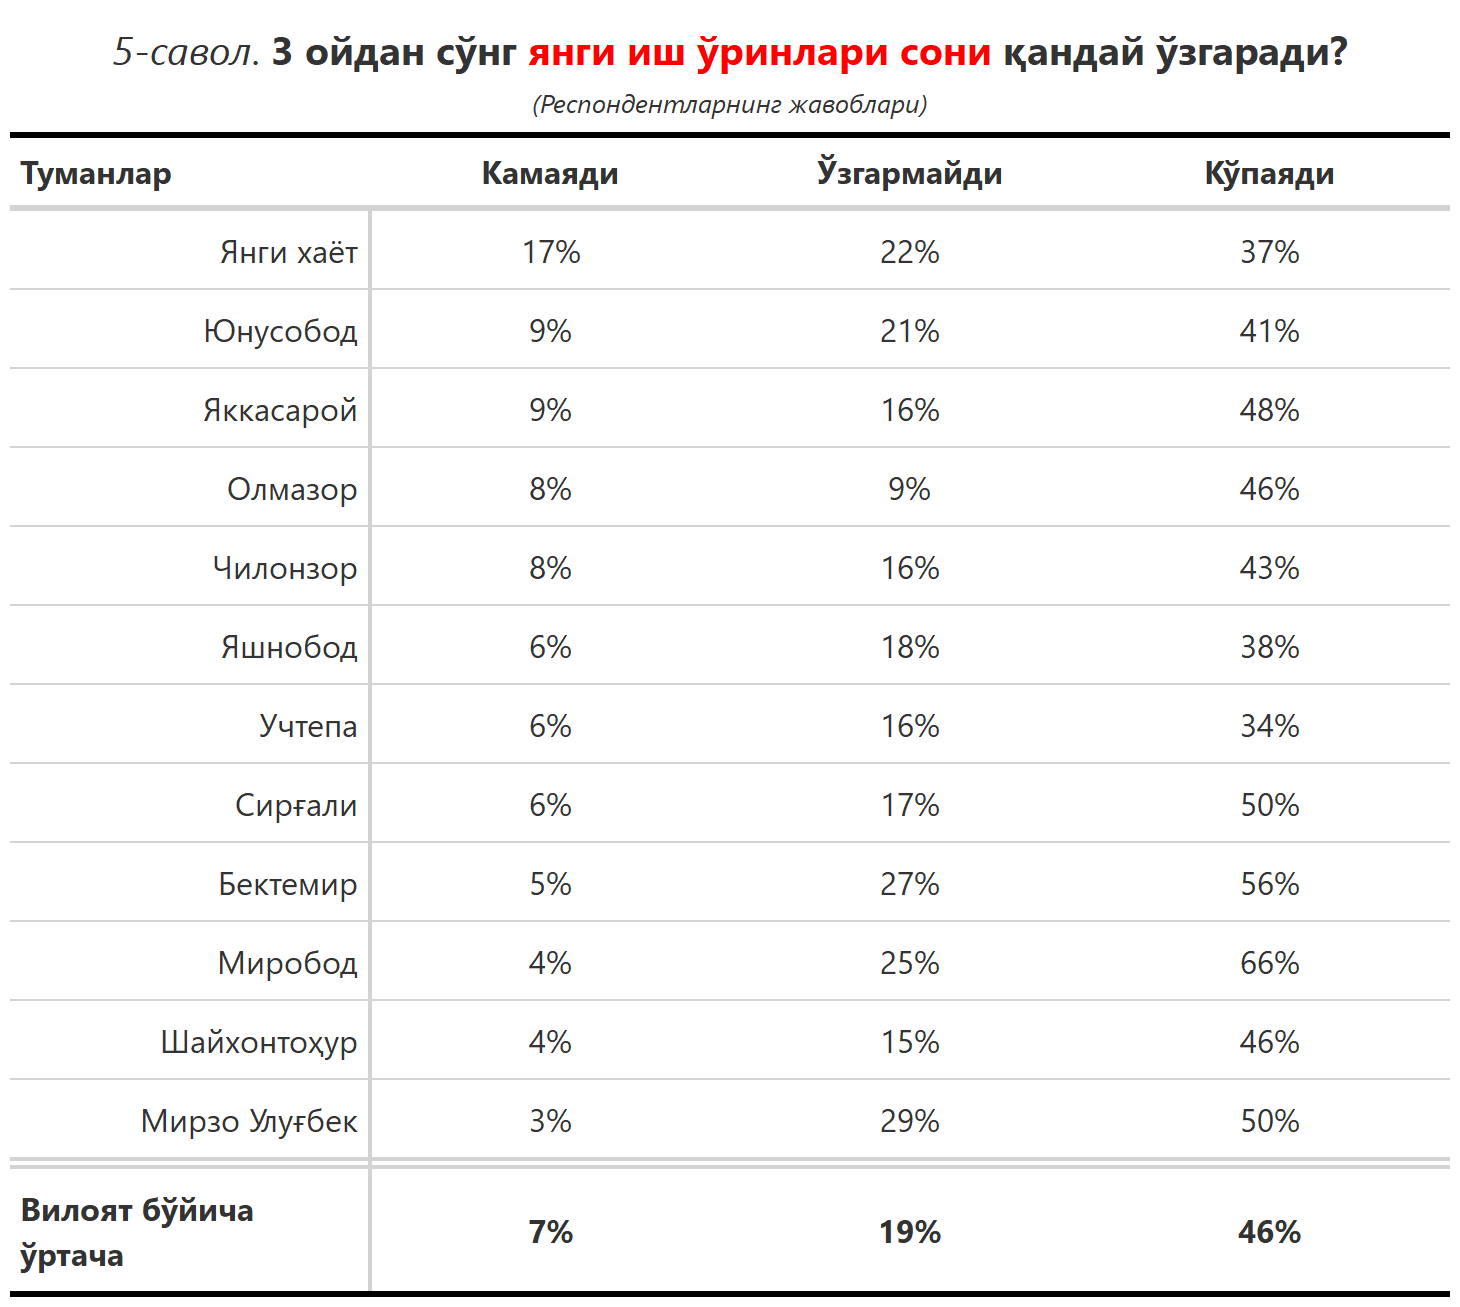 5-савол. 3 ойдан сўнг янги иш ўринлари сони қандай ўзгаради?
(Респондентларнинг жавоблари)
Туманлар Камаяди Ўзгармайди Кўпаяди
Янги хаёт 17% 22% 37%
Юнусобод 9% 21% 41%
Яккасарой 9% 16% 48%
Олмазор 8% 9% 46%
Чилонзор 8% 16% 43%
Яшнобод 6% 18% 38%
Учтепа 6% 16% 34%
Сирғали 6% 17% 50%
Бектемир 5% 27% 56%
Миробод 4% 25% 66%
Шайхонтоҳур 4% 15% 46%
Мирзо Улуғбек 3% 29% 50%
Вилоят бўйича
ўртача 7% 19% 46%